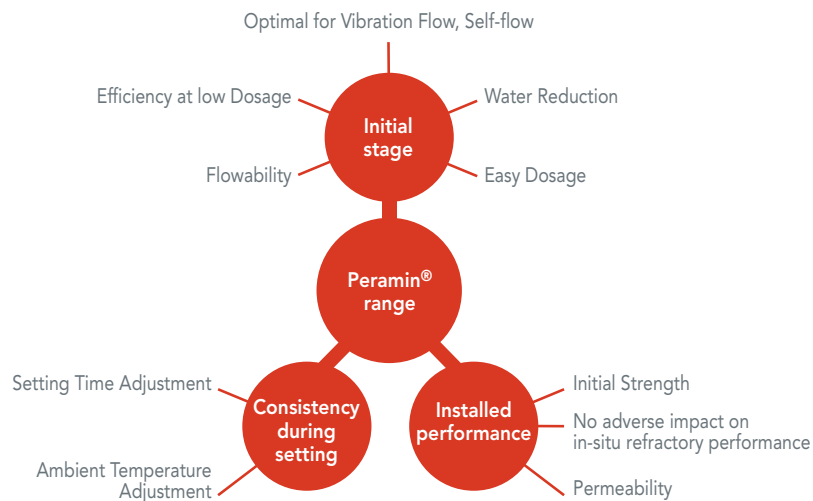 Optimal for Vibration Flow, Self-flow
Efficiency at low Dosage
Water Reduction
Initial
stage
Flowability
Easy Dosage
Peramin®
range
Setting Time Adjustment
Consistency
during
setting
Ambient Temperature
Adjustment
Installed
performance
Initial Strength
No adverse impact on
in-situ refractory performance
Permeability